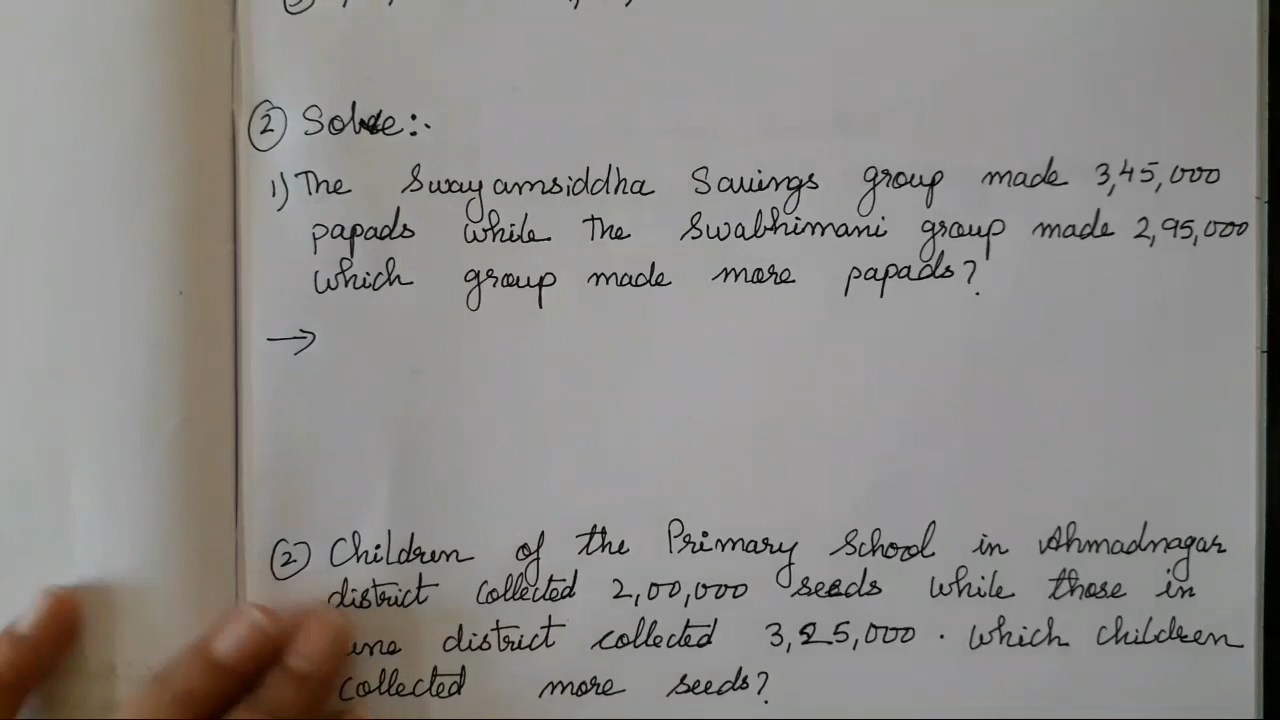 ② Solve:-
1) The Swayamsiddha Savings group made 3,45,000
papads while the Swabhimani group made 2,95,000
which group made more papads?
→
② Children of the Primary School in Ahmadnagar
district collected 2,00,000 seeds while those in
district collected 3,25,000. which children
collected more seeds?